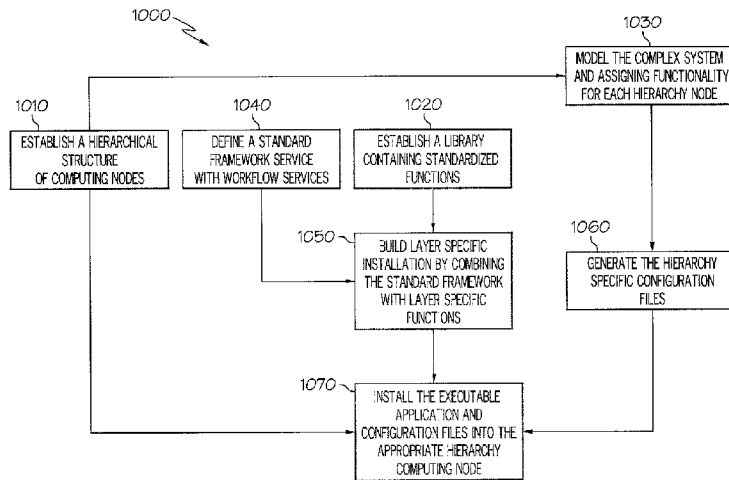 1000
1030
MODEL THE COMPLEX SYSTEM
AND ASSIGNING FUNCTIONALITY
FOR EACH HIERARCHY NODE
1010
ESTABLISH A HIERARCHICAL
STRUCTURE
OF COMPUTING NODES
1040
DEFINE A STANDARD
FRAMEWORK SERVICE
WITH WORKFLOW SERVICES
1020
ESTABLISH A LIBRARY
CONTAINING STANDARDIZED
FUNCTIONS
1050
BUILD LAYER SPECIFIC
INSTALLATION BY COMBINING
THE STANDARD FRAMEWORK
WITH LAYER SPECIFIC
FUNCTIONS
1060
GENERATE THE HIERARCHY
SPECIFIC CONFIGURATION
FILES
1070
INSTALL THE EXECUTABLE
APPLICATION AND
CONFIGURATION FILES INTO THE
APPROPRIATE HIERARCHY
COMPUTING NODE